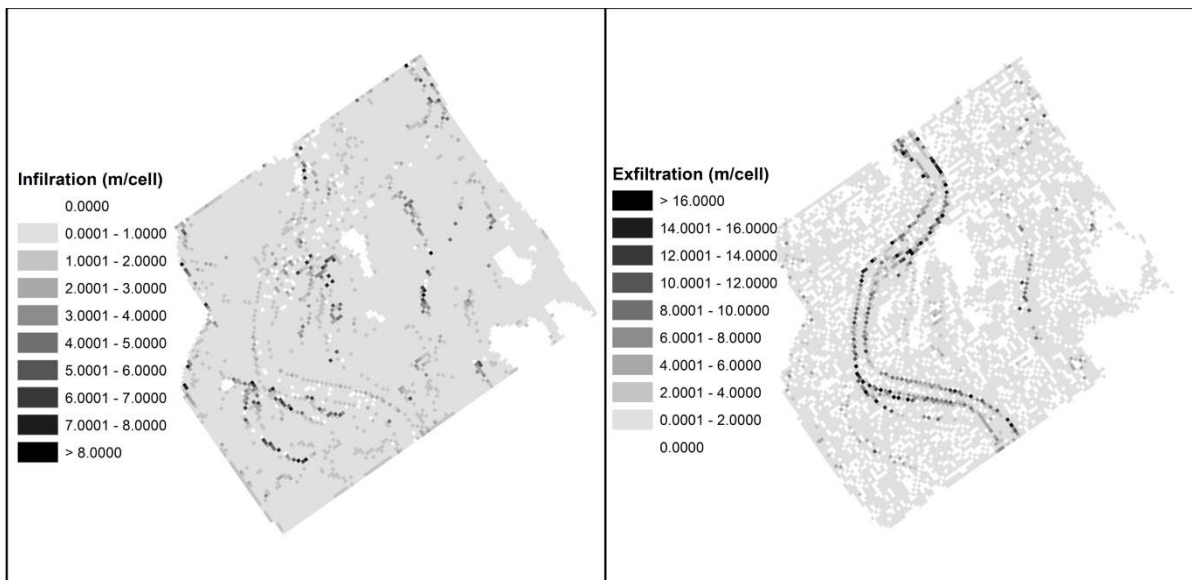 Infilration (m/cell)
0.0000
0.0001 - 1.0000
1.0001 - 2.0000
2.0001 - 3.0000
3.0001 - 4.0000
4.0001 - 5.0000
5.0001 - 6.0000
6.0001 - 7.0000
7.0001 - 8.0000
> 8.0000
Exfiltration (m/cell)
> 16.0000
14.0001 - 16.0000
12.0001 - 14.0000
10.0001 - 12.0000
8.0001 - 10.0000
6.0001 - 8.0000
4.0001 - 6.0000
2.0001 - 4.0000
0.0001 - 2.0000
0.0000